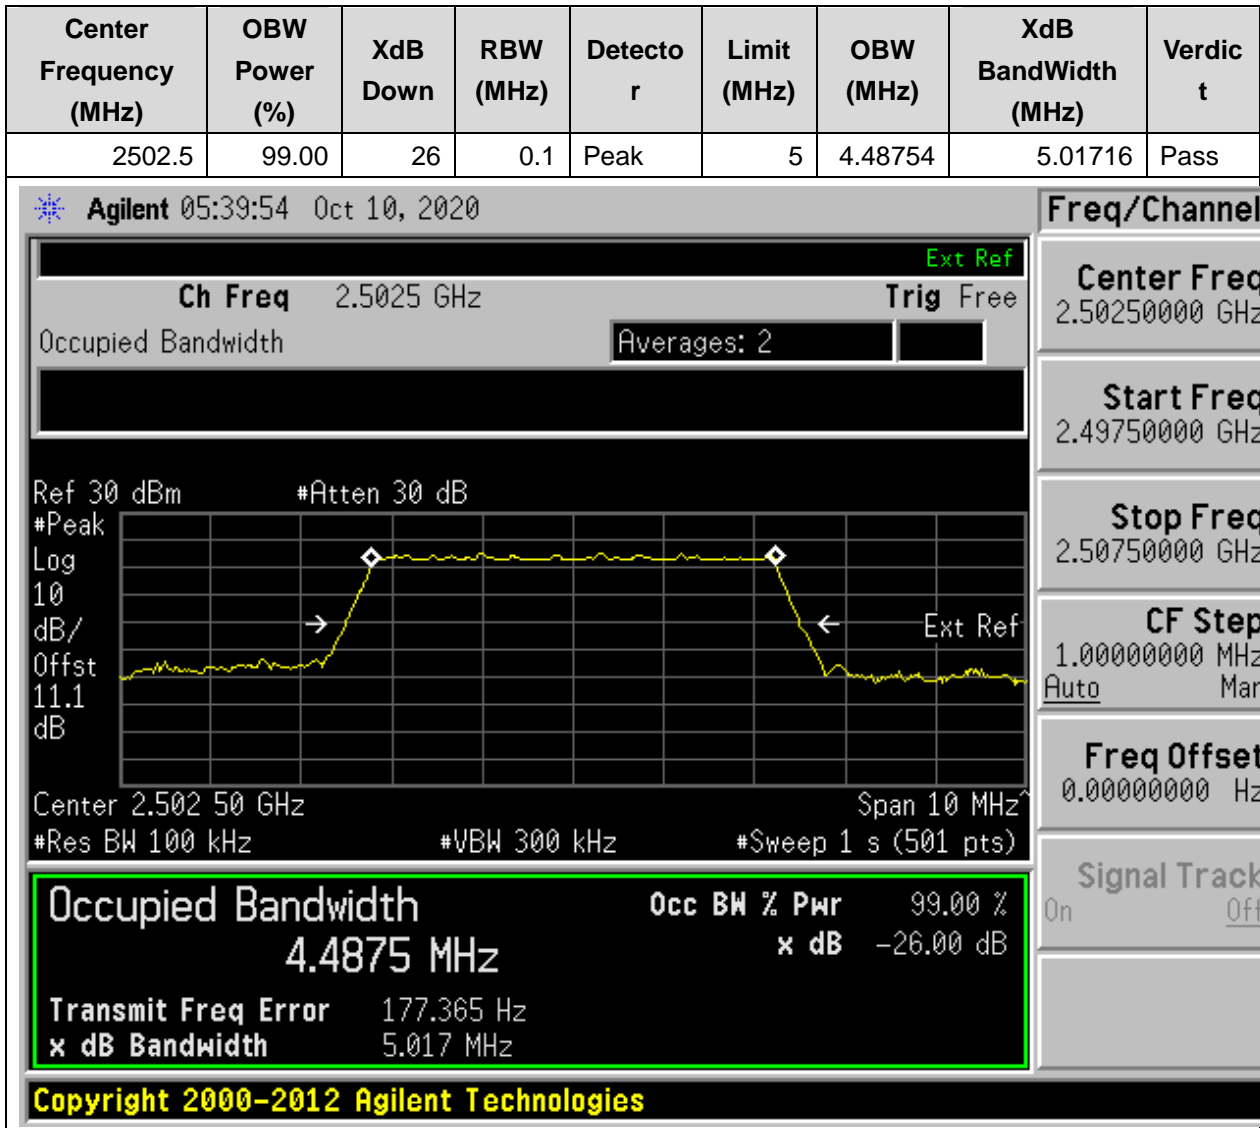 Center Frequency (MHz) OBW Power (%) XdB Down RBW (MHz) Detector Limit (MHz) OBW (MHz) XdB BandWidth (MHz) Verdict
2502.5 99.00 26 0.1 Peak 5 4.48754 5.01716 Pass
Agilent 05:39:54 Oct 10, 2020
Freq/Channel
Ext Ref
Ch Freq 2.5025 GHz Trig Free
Occupied Bandwidth Averages: 2
Center Freq
2.50250000 GHz
Start Freq
2.49750000 GHz
Stop Freq
2.50750000 GHz
CF Step
1.00000000 MHz
Auto Man
Freq Offset
0.00000000 Hz
Signal Track
On Off
Ref 30 dBm #Atten 30 dB
#Peak
Log
10
dB/
Offst
11.1
dB
Ext Ref
Center 2.502 50 GHz Span 10 MHz^
#Res BW 100 kHz #VBW 300 kHz #Sweep 1 s (501 pts)
Occupied Bandwidth Occ BW % Pwr 99.00 %
4.4875 MHz x dB -26.00 dB
Transmit Freq Error 177.365 Hz
x dB Bandwidth 5.017 MHz
Copyright 2000-2012 Agilent Technologies